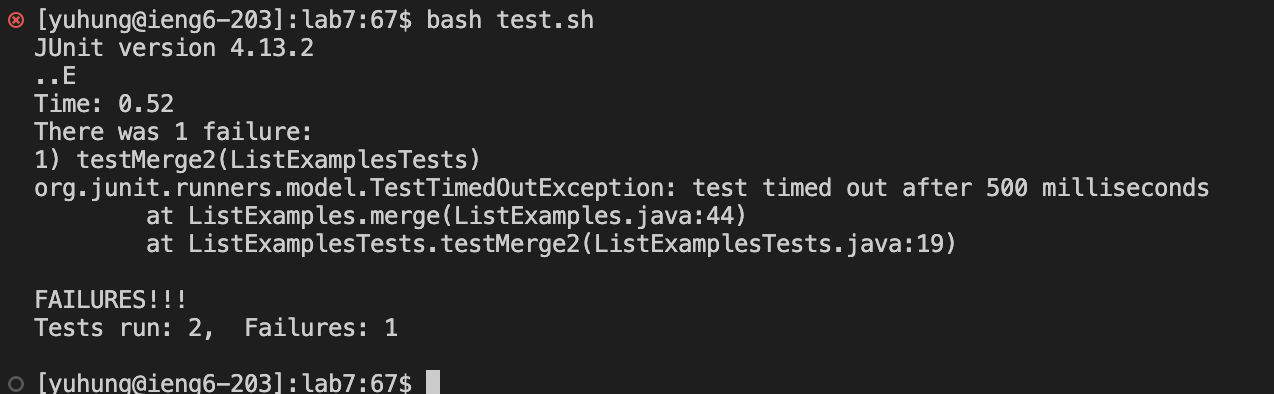 [yuhung@ieng6-203]:lab7:67$ bash test.sh
JUnit version 4.13.2
..E
Time: 0.52
There was 1 failure:
1) testMerge2(ListExamplesTests)
org.junit.runners.model.TestTimedOutException: test timed out after 500 milliseconds
        at ListExamples.merge(ListExamples.java:44)
        at ListExamplesTests.testMerge2(ListExamplesTests.java:19)
FAILURES!!!
Tests run: 2,  Failures: 1
[yuhung@ieng6-203]:lab7:67$